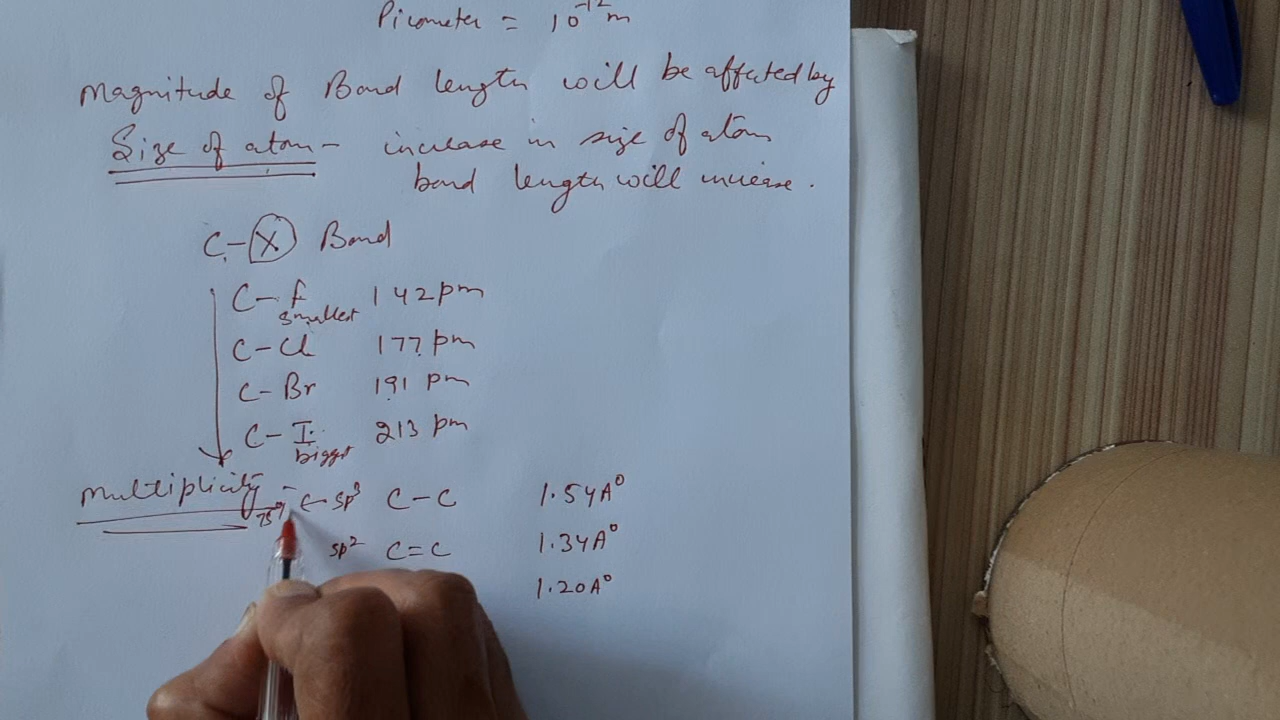 Picometer = 10⁻¹² m
Magnitude of Bond length will be affected by
Size of atom - increase in size of atom
bond length will increase.
C-X Bond
C-F 142 pm
smallest
C-Cl 177 pm
C-Br 191 pm
C-I 213 pm
biggest
Multiplicity - sp³ C-C 1.54A°
75%
sp² C=C 1.34A°
1.20A°